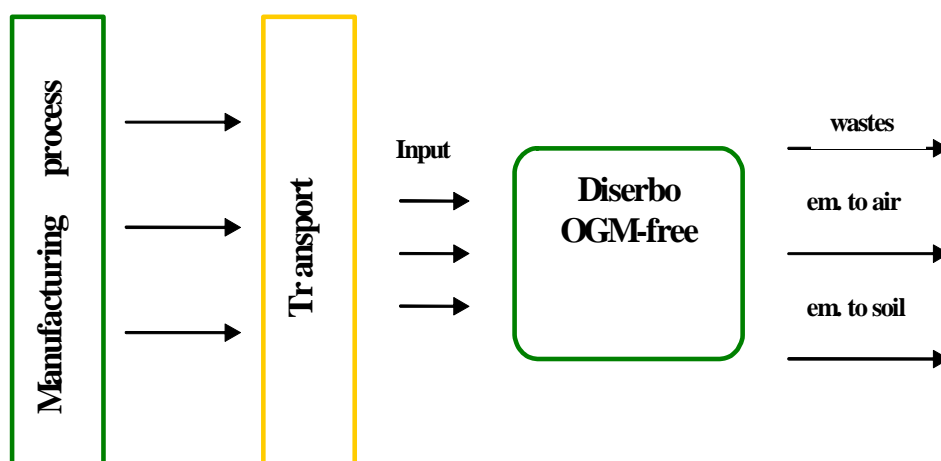 Manufacturing process
Transport
Input
Diserbo
OGM-free
wastes
em. to air
em. to soil